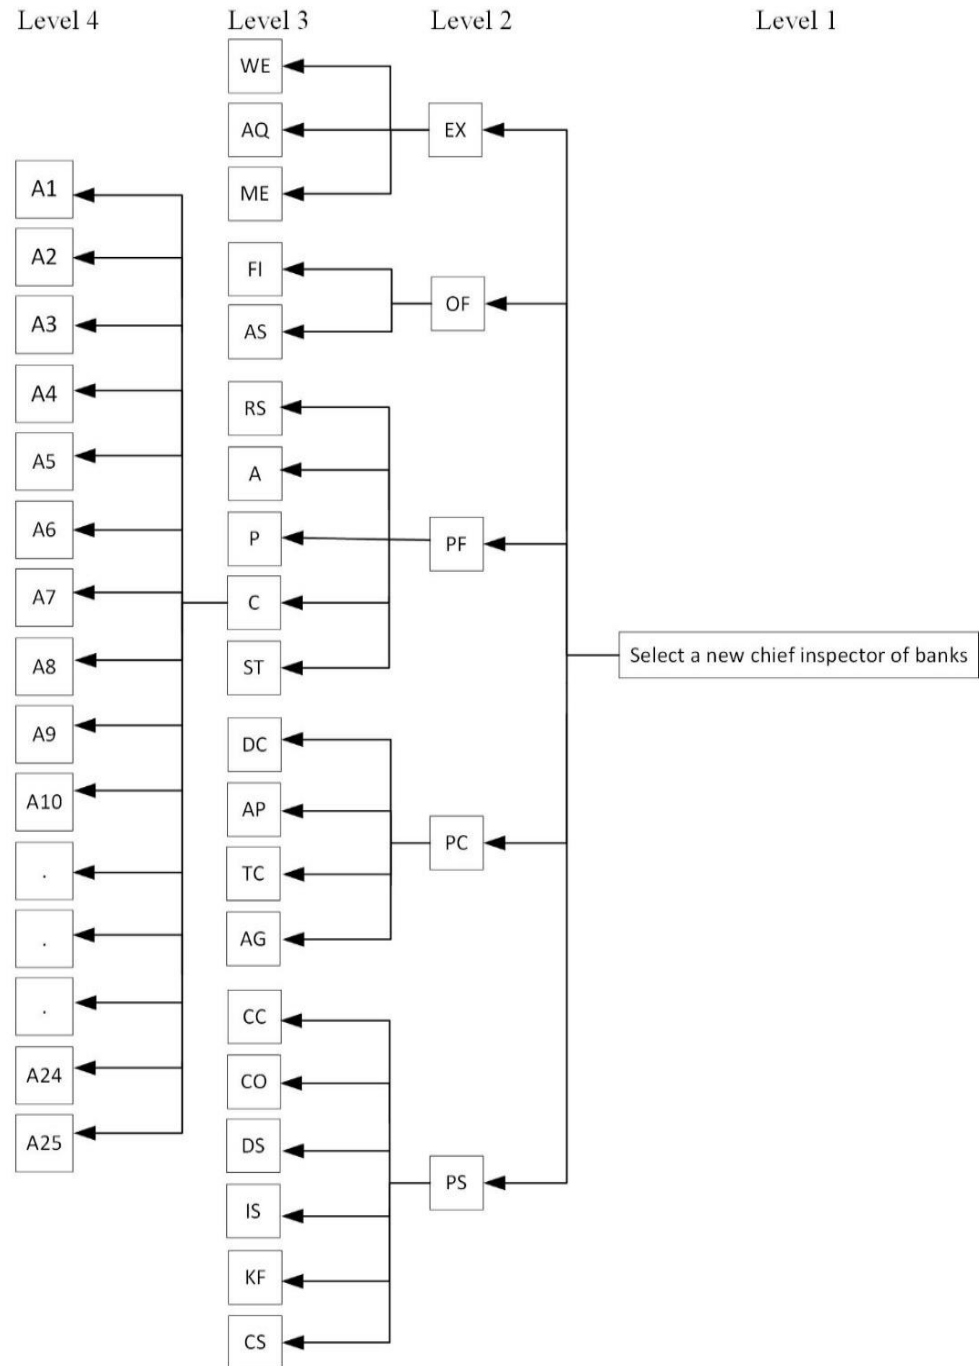 Level 4 Level 3 Level 2 Level 1
WE
AQ
ME
EX
FI
AS
OF
RS
A
P
C
ST
PF
DC
AP
TC
AG
PC
CC
CO
DS
IS
KF
CS
PS
A1
A2
A3
A4
A5
A6
A7
A8
A9
A10
.
.
.
A24
A25
Select a new chief inspector of banks